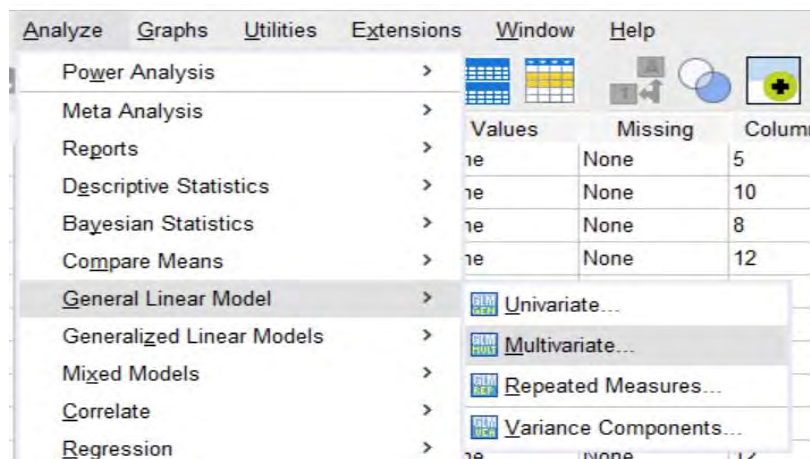 Analyze Graphs Utilities Extensions Window Help
Power Analysis
Meta Analysis
Values Missing
Reports
None 5
Descriptive Statistics
None 10
Bayesian Statistics
None 8
Compare Means
None 12
General Linear Model
Univariate...
Generalized Linear Models
Multivariate...
Mixed Models
Repeated Measures...
Correlate
Variance Components...
Regression
None 12